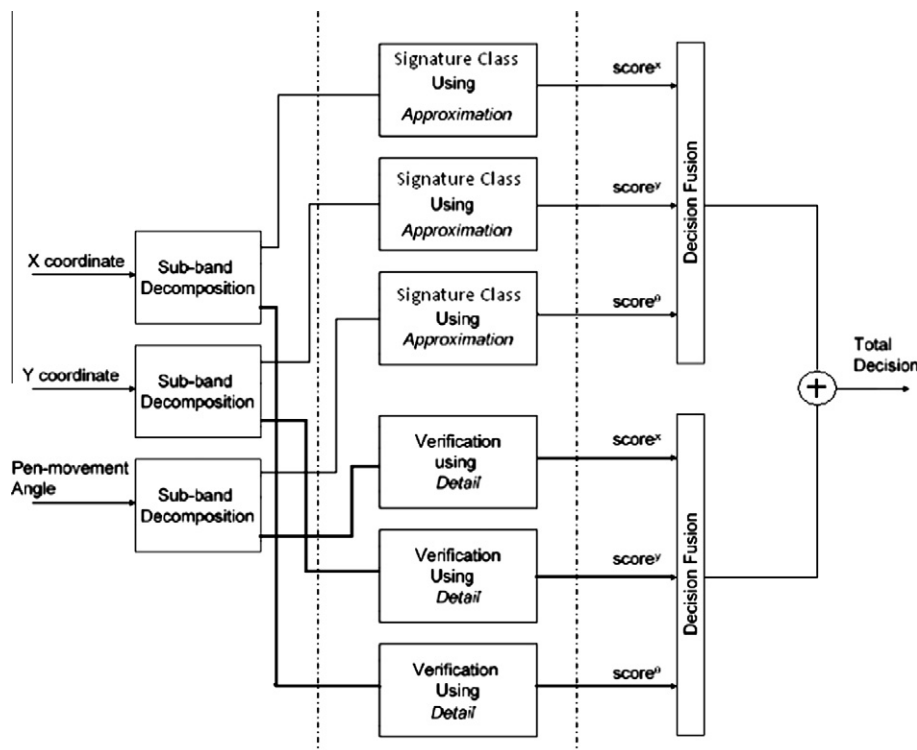 X coordinate
Y coordinate
Pen-movement
Angle
Sub-band
Decomposition
Sub-band
Decomposition
Sub-band
Decomposition
Signature Class
Using
Approximation
Signature Class
Using
Approximation
Signature Class
Using
Approximation
Verification
using
Detail
Verification
Using
Detail
Verification
Using
Detail
scoreˣ
scoreʸ
scoreᶿ
scoreˣ
scoreʸ
scoreᶿ
Decision Fusion
Decision Fusion
+
Total
Decision